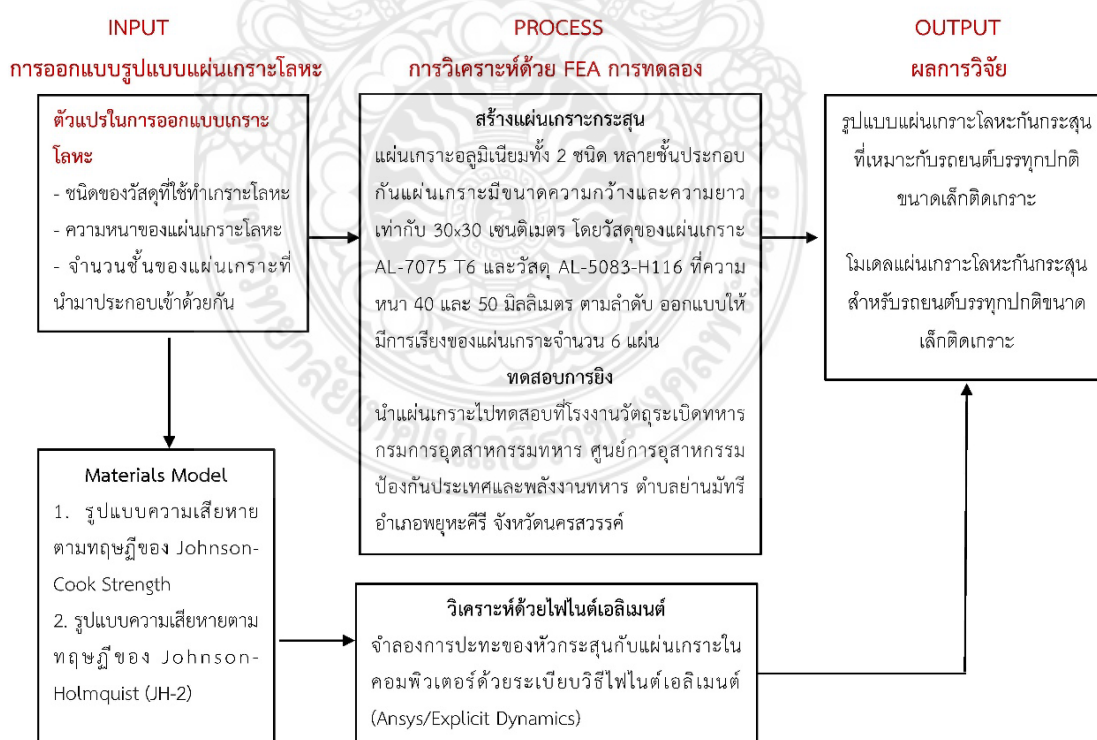 INPUT
การออกแบบรูปแบบแผ่นเกราะโลหะ
ตัวแปรในการออกแบบเกราะ
โลหะ
- ชนิดของวัสดุที่ใช้ทำเกราะโลหะ
- ความหนาของแผ่นเกราะโลหะ
- จำนวนชั้นของแผ่นเกราะที่
นำมาประกอบเข้าด้วยกัน
Materials Model
1. รูปแบบความเสียหาย
ตามทฤษฎีของ Johnson-
Cook Strength
2. รูปแบบความเสียหายตาม
ทฤษฎีของ Johnson-
Holmquist (JH-2)
PROCESS
การวิเคราะห์ด้วย FEA การทดลอง
สร้างแผ่นเกราะกระสุน
แผ่นเกราะอลูมิเนียมทั้ง 2 ชนิด หลายชั้นประกอบ
กันแผ่นเกราะมีขนาดความกว้างและความยาว
เท่ากับ 30x30 เซนติเมตร โดยวัสดุของแผ่นเกราะ
AL-7075 T6 และวัสดุ AL-5083-H116 ที่ความ
หนา 40 และ 50 มิลลิเมตร ตามลำดับ ออกแบบให้
มีการเรียงของแผ่นเกราะจำนวน 6 แผ่น
ทดสอบการยิง
นำแผ่นเกราะไปทดสอบที่โรงงานวัตถุระเบิดทหาร
กรมการอุตสาหกรรมทหาร ศูนย์การอุสาหกรรม
ป้องกันประเทศและพลังงานทหาร ตำบลย่านมัทรี
อำเภอพยุหะคีรี จังหวัดนครสวรรค์
วิเคราะห์ด้วยไฟไนต์เอลิเมนต์
จำลองการปะทะของหัวกระสุนกับแผ่นเกราะใน
คอมพิวเตอร์ด้วยระเบียบวิธีไฟไนต์เอลิเมนต์
(Ansys/Explicit Dynamics)
OUTPUT
ผลการวิจัย
รูปแบบแผ่นเกราะโลหะกันกระสุน
ที่เหมาะกับรถยนต์บรรทุกปกติ
ขนาดเล็กติดเกราะ
โมเดลแผ่นเกราะโลหะกันกระสุน
สำหรับรถยนต์บรรทุกปกติขนาด
เล็กติดเกราะ